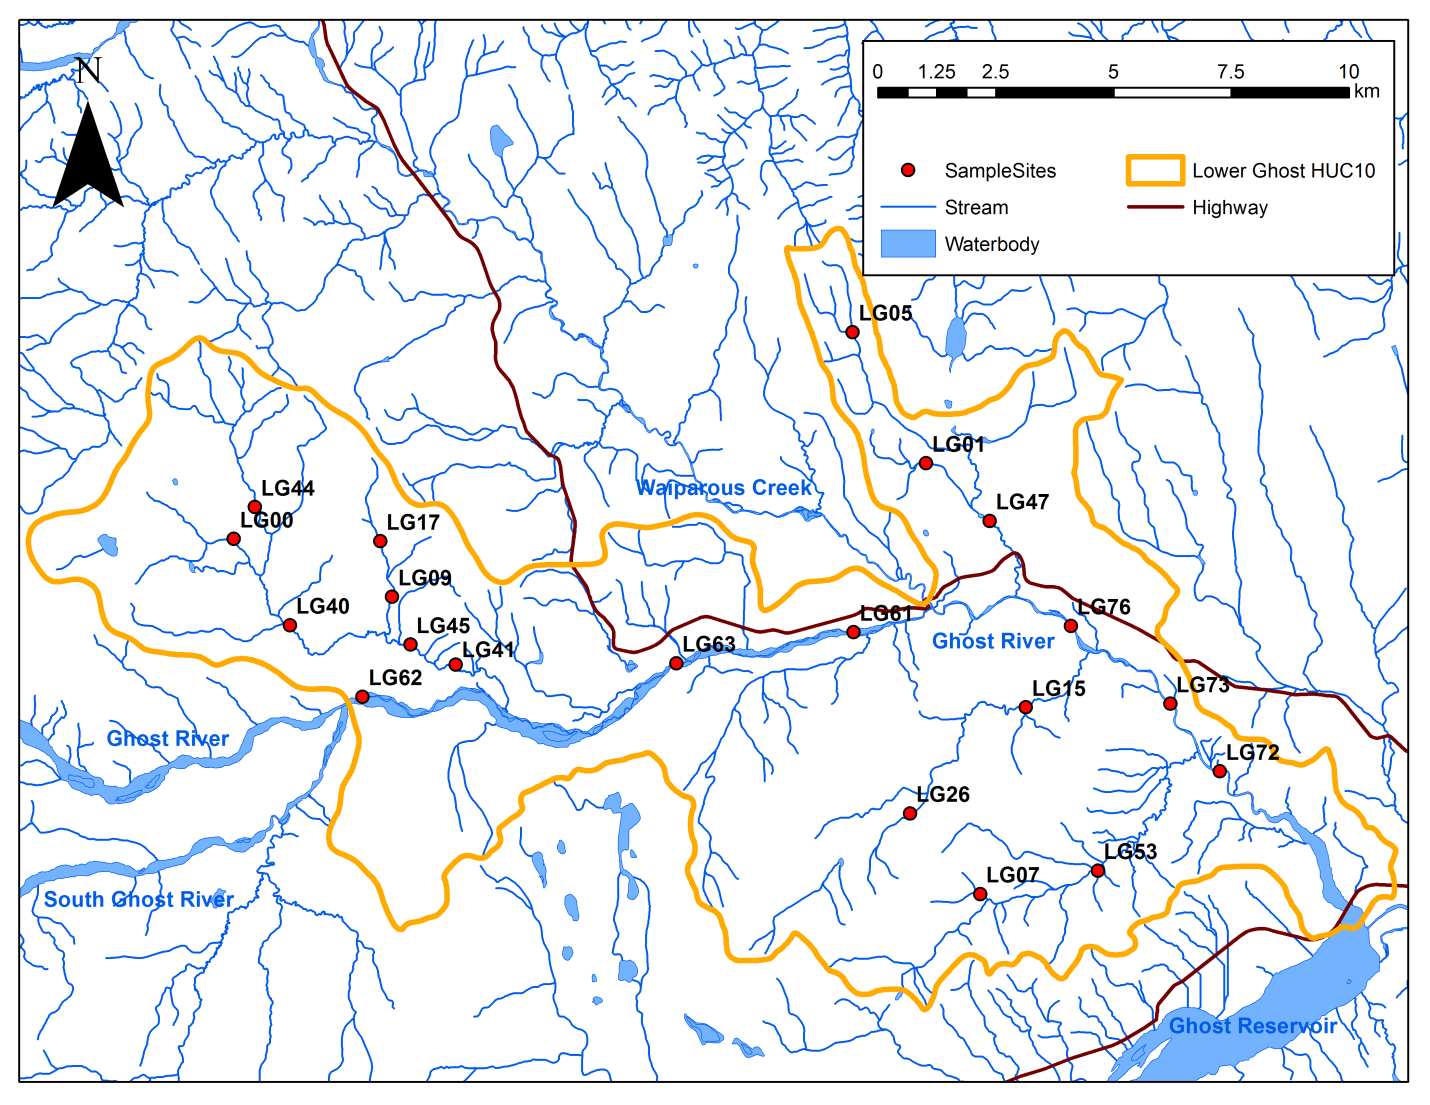 N
0 1.25 2.5 5 7.5 10
km
SampleSites
Lower Ghost HUC10
Stream
Highway
Waterbody
LG05
LG01
LG44
Waiparous Creek
LG47
LG00
LG17
LG09
LG40
LG61
LG76
LG45
Ghost River
LG41
LG63
LG62
LG73
LG15
Ghost River
LG72
LG26
LG53
LG07
South Ghost River
Ghost Reservoir